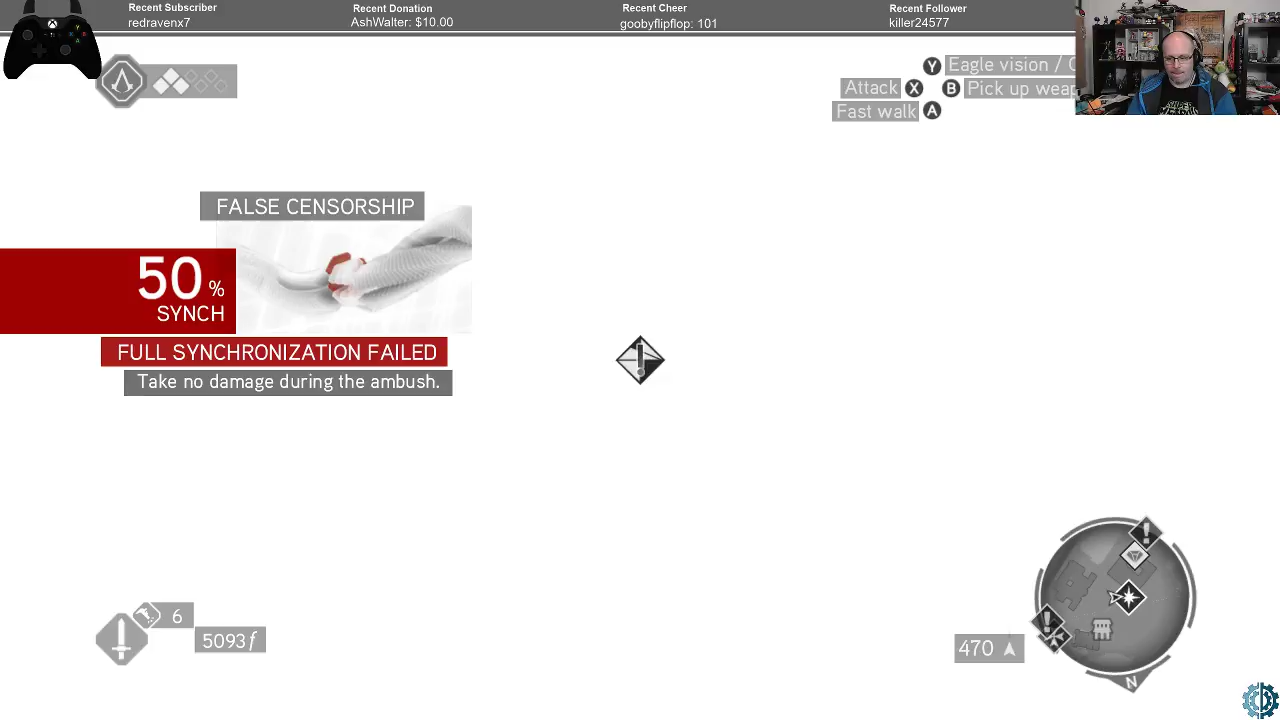 Recent Subscriber
redravenx7
Recent Donation
AshWalter: $10.00
Recent Cheer
goobyflipflop: 101
Recent Follower
killer24577
Y Eagle vision /
Attack X B Pick up weap
Fast walk A
FALSE CENSORSHIP
50 %
SYNCH
FULL SYNCHRONIZATION FAILED
Take no damage during the ambush.
6
5093ƒ
470
N